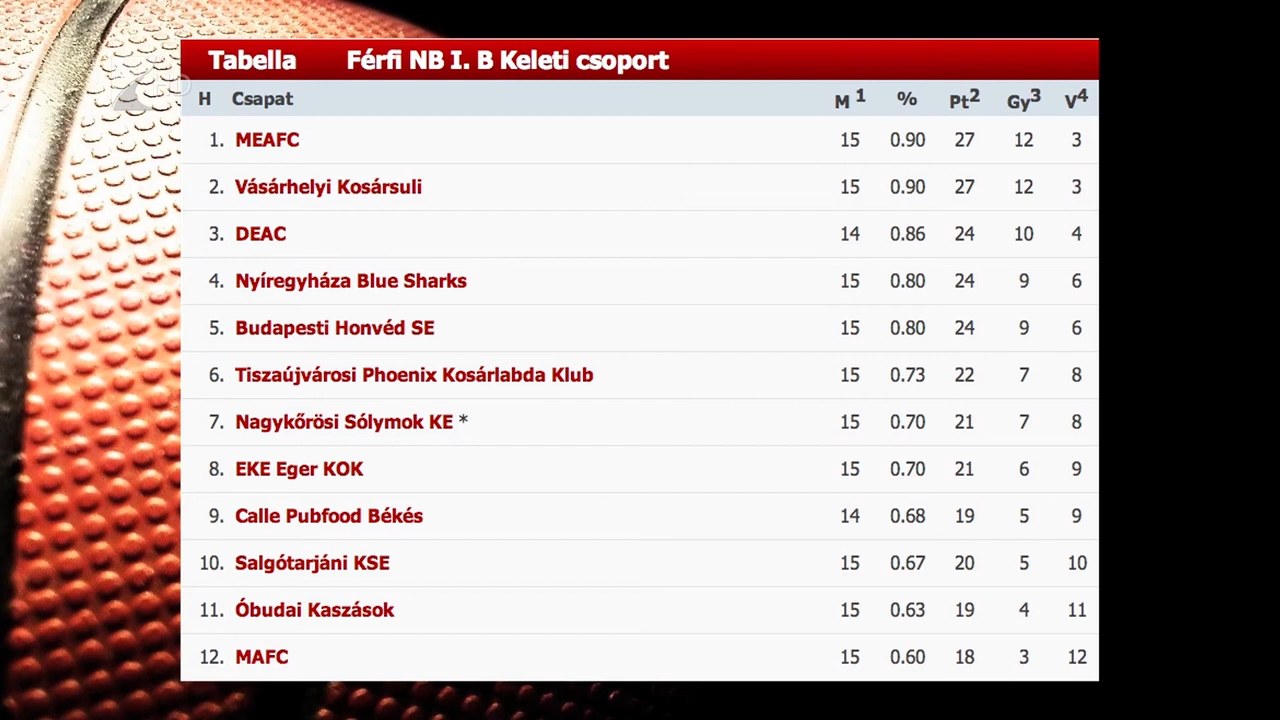 Tabella Férfi NB I. B Keleti csoport
HD
H Csapat M 1 % Pt2 Gy3 V4
1. MEAFC 15 0.90 27 12 3
2. Vásárhelyi Kosársuli 15 0.90 27 12 3
3. DEAC 14 0.86 24 10 4
4. Nyíregyháza Blue Sharks 15 0.80 24 9 6
5. Budapesti Honvéd SE 15 0.80 24 9 6
6. Tiszaújvárosi Phoenix Kosárlabda Klub 15 0.73 22 7 8
7. Nagykőrösi Sólymok KE * 15 0.70 21 7 8
8. EKE Eger KOK 15 0.70 21 6 9
9. Calle Pubfood Békés 14 0.68 19 5 9
10. Salgótarjáni KSE 15 0.67 20 5 10
11. Óbudai Kaszások 15 0.63 19 4 11
12. MAFC 15 0.60 18 3 12